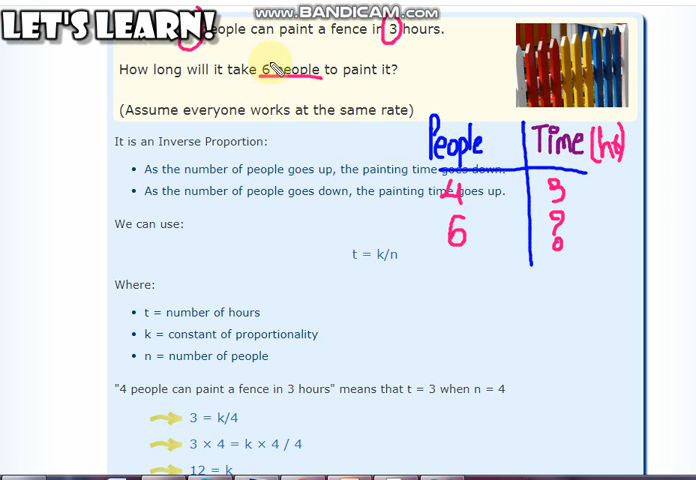 WWW.BANDICAM.COM
LET'S LEARN!
people can paint a fence in 3 hours.
How long will it take 6 people to paint it?
(Assume everyone works at the same rate)
It is an Inverse Proportion:
• As the number of people goes up, the painting time goes down.
• As the number of people goes down, the painting time goes up.
People Time (hs)
4 3
6 ?
We can use:
t = k/n
Where:
• t = number of hours
• k = constant of proportionality
• n = number of people
"4 people can paint a fence in 3 hours" means that t = 3 when n = 4
3 = k/4
3 × 4 = k × 4 / 4
12 = k